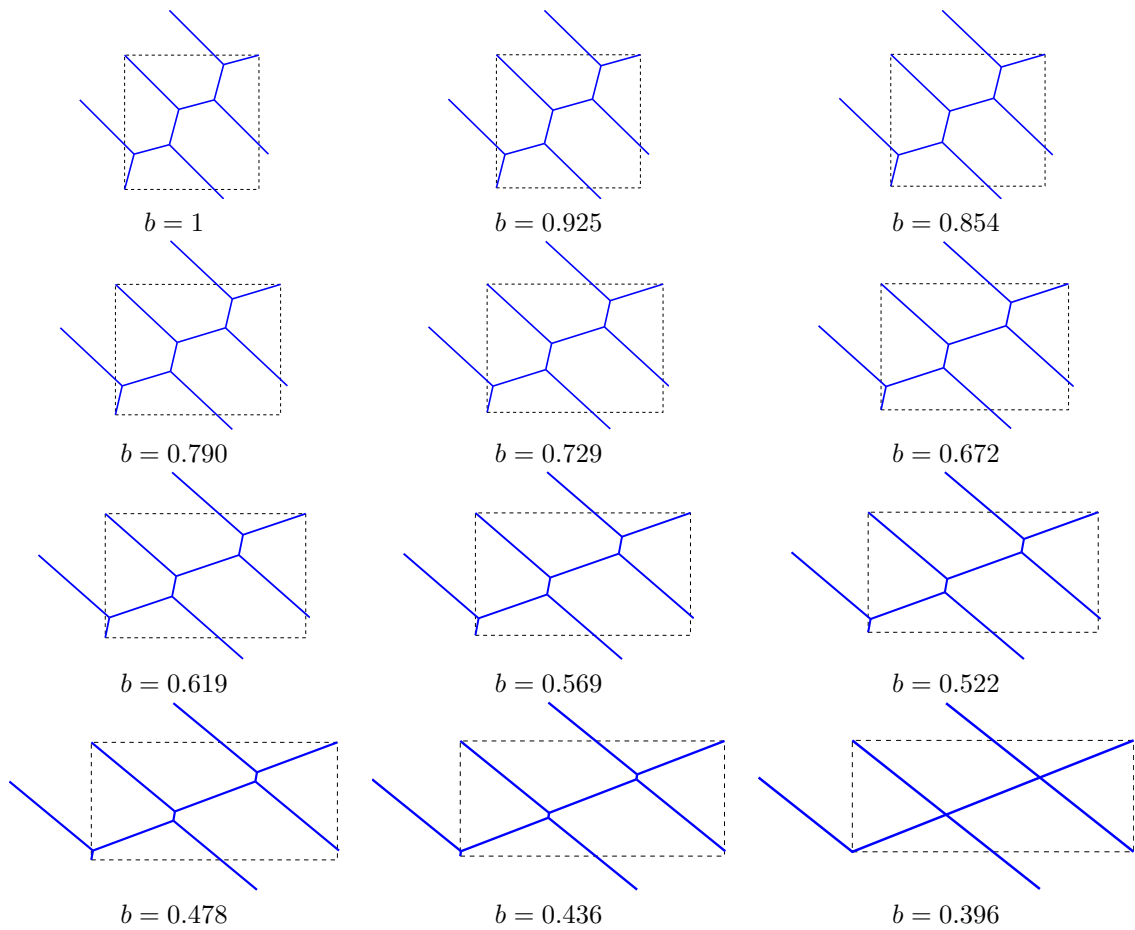 b = 1
b = 0.925
b = 0.854
b = 0.790
b = 0.729
b = 0.672
b = 0.619
b = 0.569
b = 0.522
b = 0.478
b = 0.436
b = 0.396